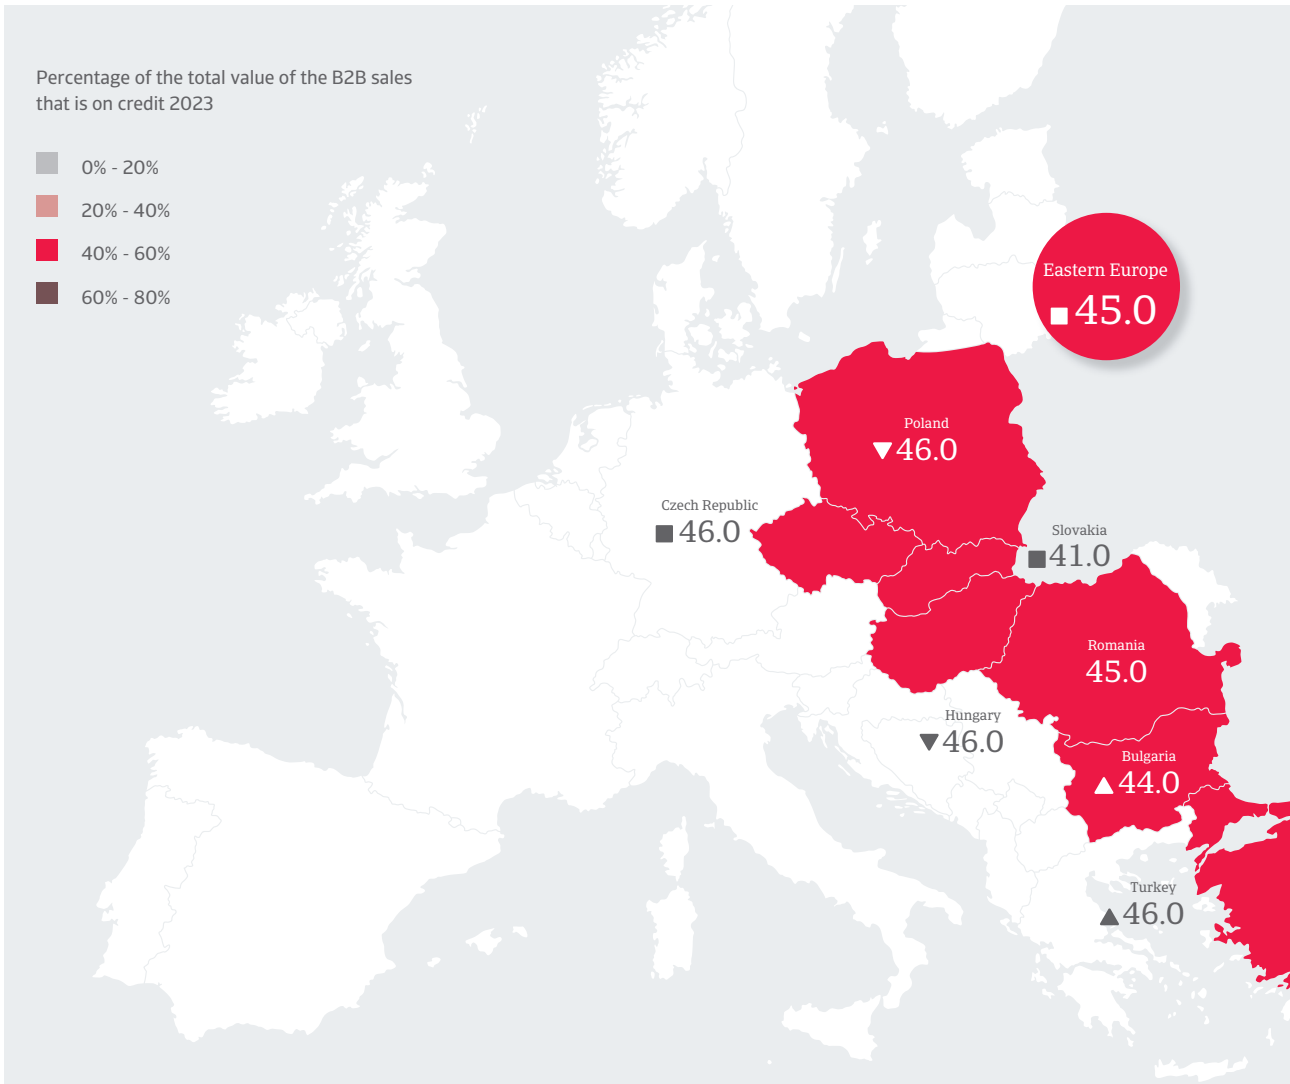 Percentage of the total value of the B2B sales
that is on credit 2023
0% - 20%
20% - 40%
40% - 60%
60% - 80%
Eastern Europe
45.0
Poland
46.0
Czech Republic
46.0
Slovakia
41.0
Romania
45.0
Hungary
46.0
Bulgaria
44.0
Turkey
46.0